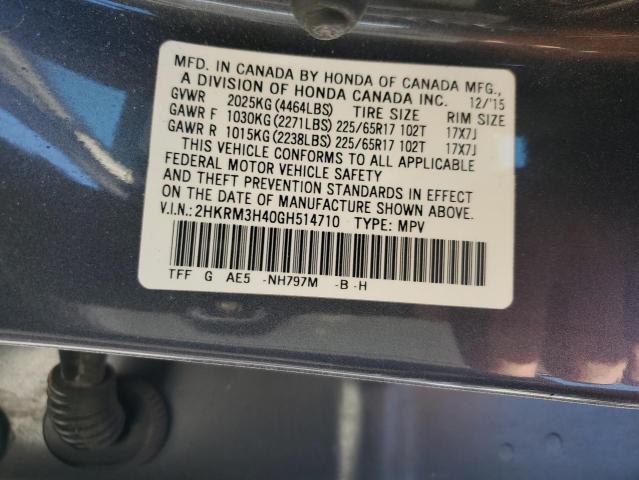 MFD. IN CANADA BY HONDA OF CANADA MFG.,
A DIVISION OF HONDA CANADA INC. 12/'15
GVWR 2025KG(4464LBS) TIRE SIZE RIM SIZE
GAWR F 1030KG(2271LBS) 225/65R17 102T 17X7J
GAWR R 1015KG(2238LBS) 225/65R17 102T 17X7J
THIS VEHICLE CONFORMS TO ALL APPLICABLE
FEDERAL MOTOR VEHICLE SAFETY
AND THEFT PREVENTION STANDARDS IN EFFECT
ON THE DATE OF MANUFACTURE SHOWN ABOVE.
V.I.N.: 2HKRM3H40GH514710 TYPE: MPV
TFF G AE5 -NH797M -B -H